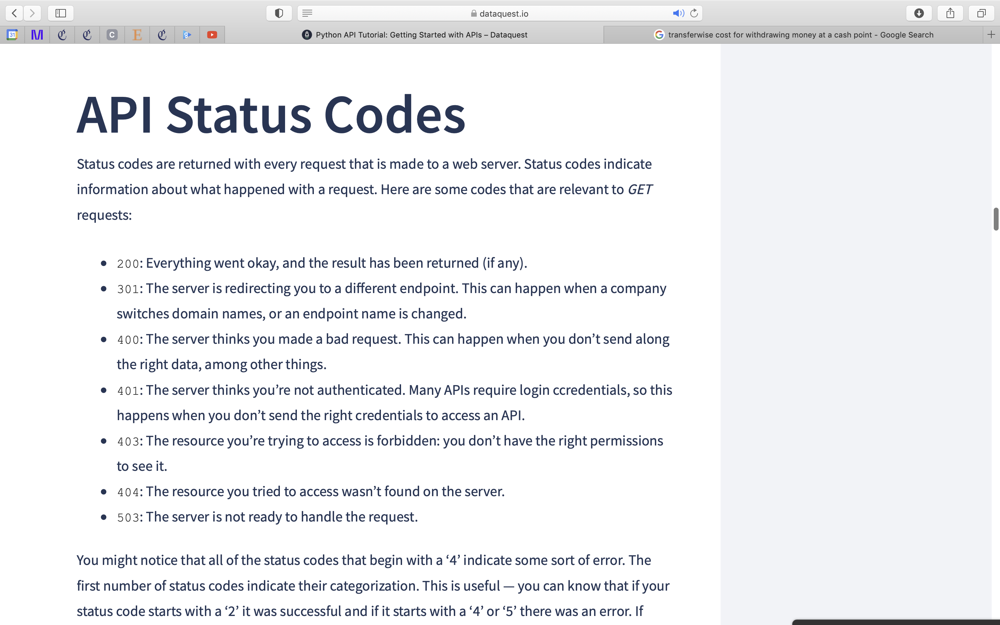 dataquest.io
31
C
E
Python API Tutorial: Getting Started with APIs – Dataquest
transferwise cost for withdrawing money at a cash point - Google Search
API Status Codes
Status codes are returned with every request that is made to a web server. Status codes indicate
information about what happened with a request. Here are some codes that are relevant to GET
requests:
200: Everything went okay, and the result has been returned (if any).
301: The server is redirecting you to a different endpoint. This can happen when a company
switches domain names, or an endpoint name is changed.
400: The server thinks you made a bad request. This can happen when you don’t send along
the right data, among other things.
401: The server thinks you’re not authenticated. Many APIs require login ccredentials, so this
happens when you don’t send the right credentials to access an API.
403: The resource you’re trying to access is forbidden: you don’t have the right permissions
to see it.
404: The resource you tried to access wasn’t found on the server.
503: The server is not ready to handle the request.
You might notice that all of the status codes that begin with a ‘4’ indicate some sort of error. The
first number of status codes indicate their categorization. This is useful — you can know that if your
status code starts with a ‘2’ it was successful and if it starts with a ‘4’ or ‘5’ there was an error. If